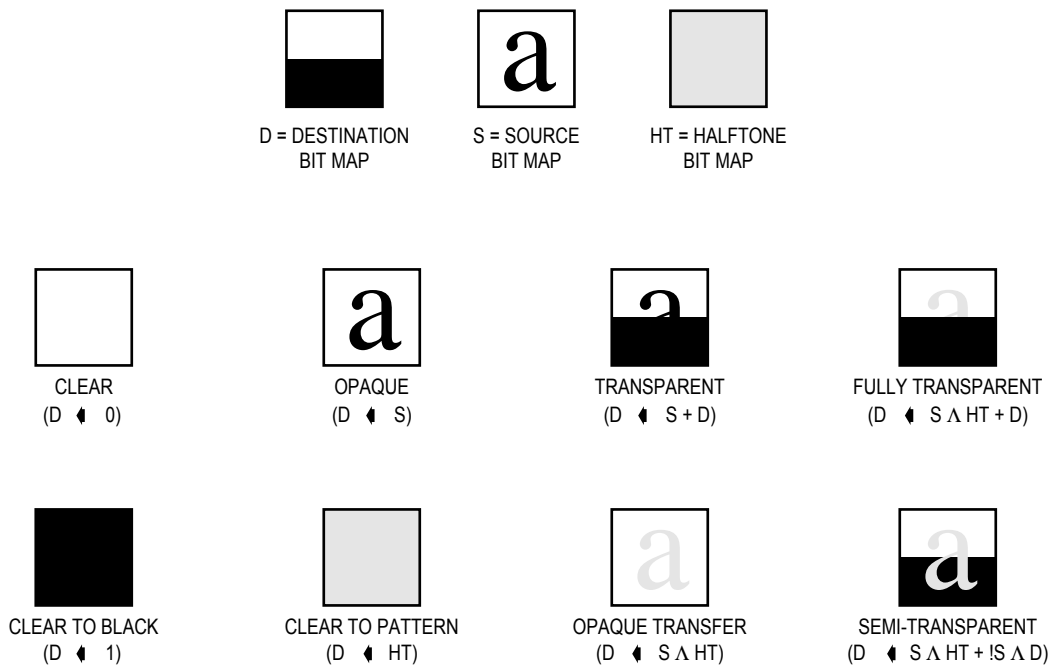 a
D = DESTINATION
BIT MAP
S = SOURCE
BIT MAP
HT = HALFTONE
BIT MAP
a
a
a
CLEAR
(D ⬅ 0)
OPAQUE
(D ⬅ S)
TRANSPARENT
(D ⬅ S + D)
FULLY TRANSPARENT
(D ⬅ S Λ HT + D)
a
a
CLEAR TO BLACK
(D ⬅ 1)
CLEAR TO PATTERN
(D ⬅ HT)
OPAQUE TRANSFER
(D ⬅ S Λ HT)
SEMI-TRANSPARENT
(D ⬅ S Λ HT + !S Λ D)